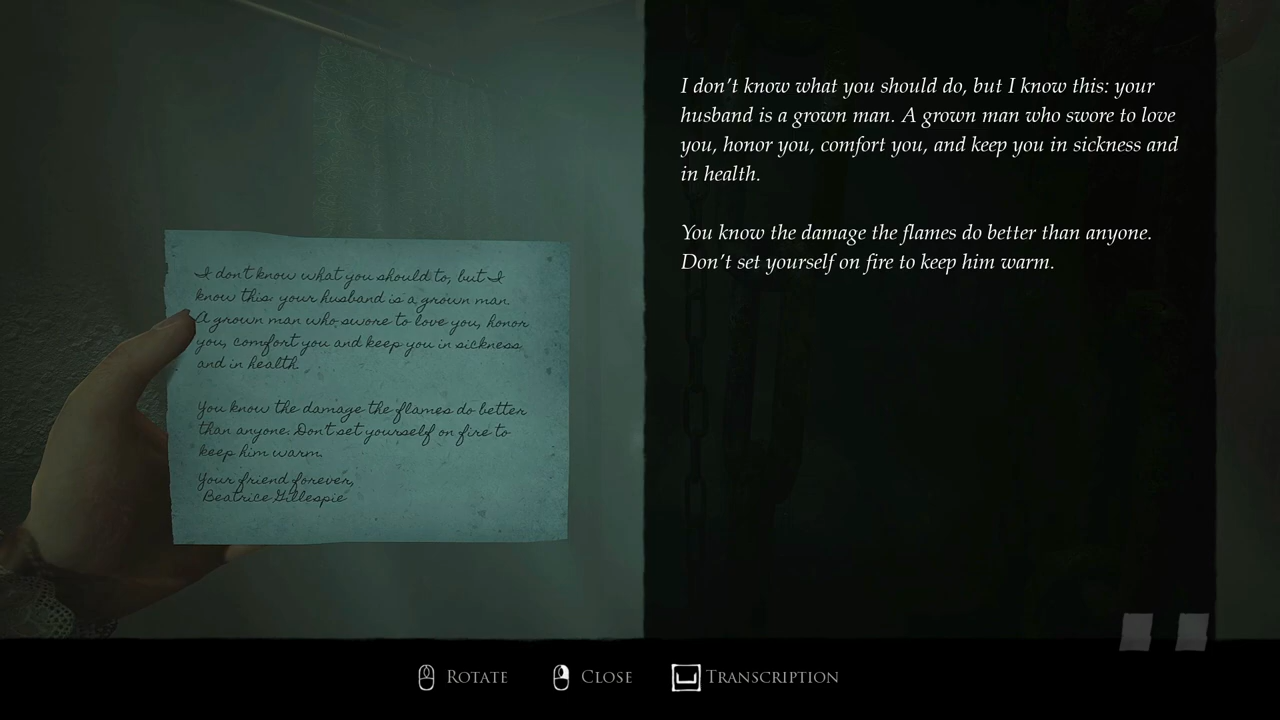 I don't know what you should to, but I
know this: your husband is a grown man.
A grown man who swore to love you, honor
you, comfort you and keep you in sickness
and in health.
You know the damage the flames do better
than anyone. Don't set yourself on fire to
keep him warm.
Your friend forever,
Beatrice Gillespie
I don't know what you should do, but I know this: your
husband is a grown man. A grown man who swore to love
you, honor you, comfort you, and keep you in sickness and
in health.
You know the damage the flames do better than anyone.
Don't set yourself on fire to keep him warm.
Rotate
Close
Transcription